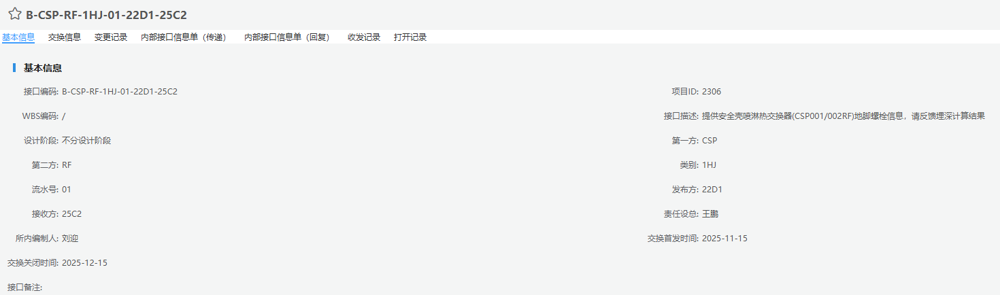 B-CSP-RF-1HJ-01-22D1-25C2
基本信息 交换信息 变更记录 内部接口信息单（传递） 内部接口信息单（回复） 收发记录 打开记录
基本信息
接口编码: B-CSP-RF-1HJ-01-22D1-25C2 项目ID: 2306
WBS编码: / 接口描述: 提供安全壳喷淋热交换器(CSP001/002RF)地脚螺栓信息，请反馈埋深计算结果
设计阶段: 不分设计阶段 第一方: CSP
第二方: RF 类别: 1HJ
流水号: 01 发布方: 22D1
接收方: 25C2 责任设总: 王鹏
所内编制人: 刘迎 交换首发时间: 2025-11-15
交换关闭时间: 2025-12-15
接口备注: